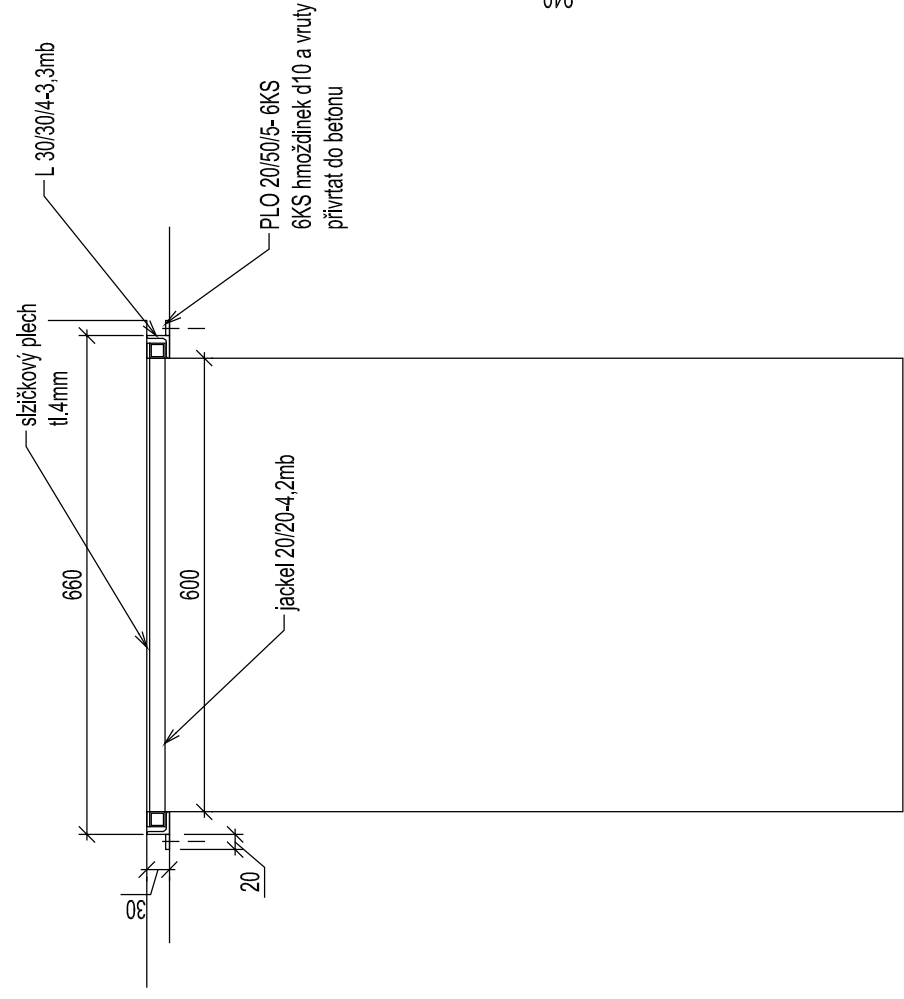 slzičkový plech
tl.4mm
L 30/30/4-3,3mb
PLO 20/50/5- 6KS
6KS hmoždinek d10 a vruty
přivrtat do betonu
660
600
jackel 20/20-4,2mb
30
20